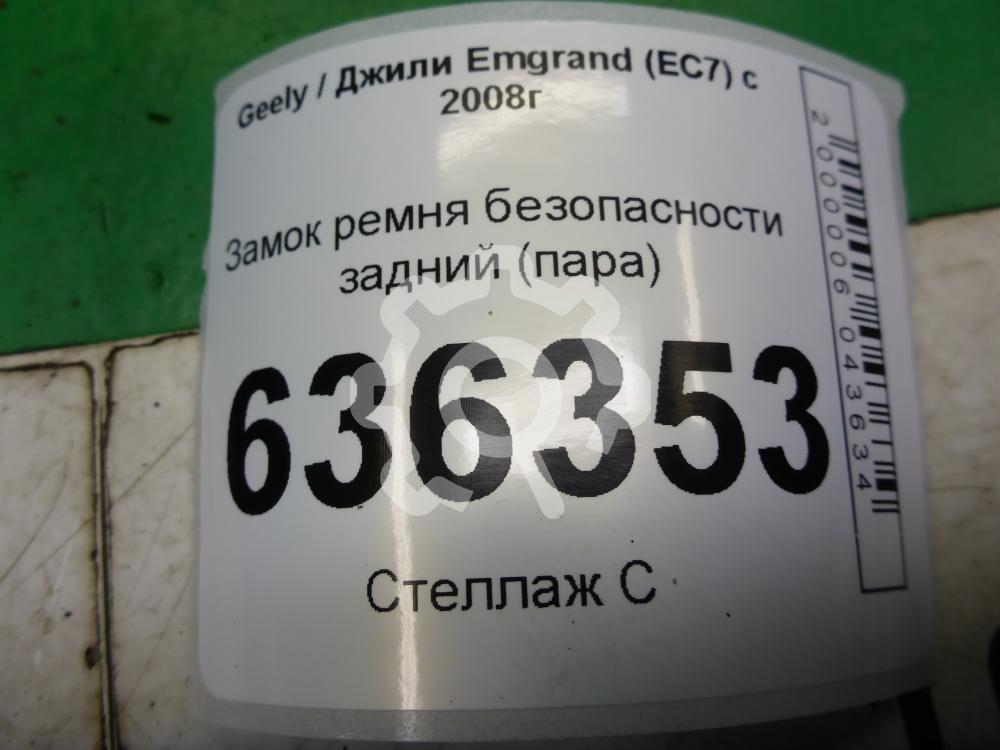 Geely / Джили Emgrand (EC7) с
2008г
Замок ремня безопасности
задний (пара)
636353
Стеллаж С
2000006043634